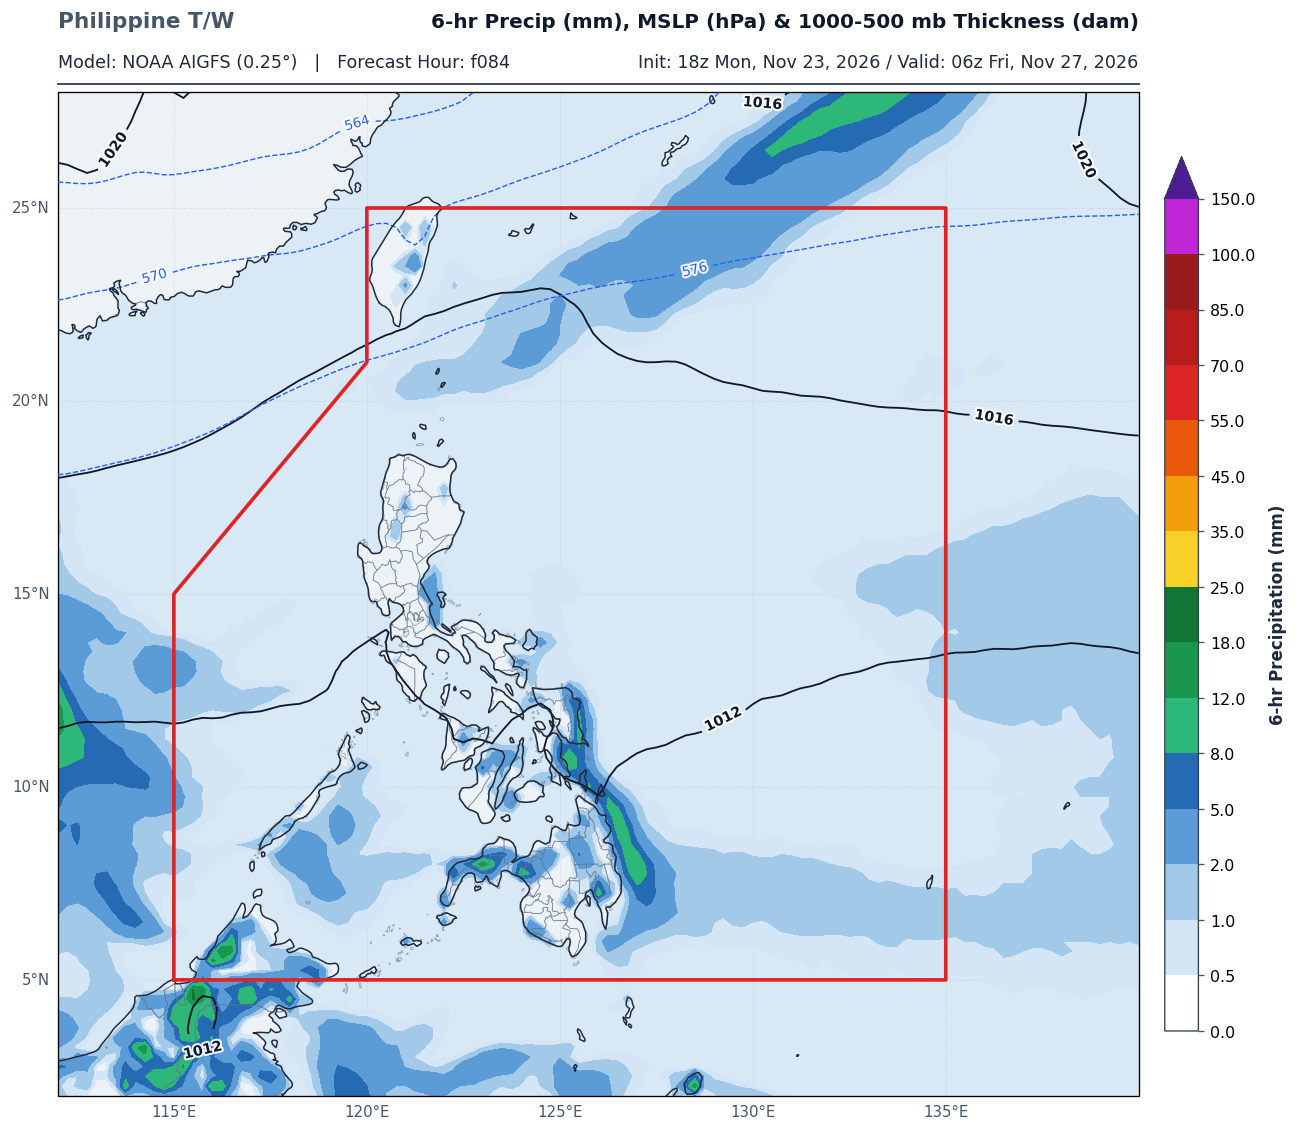 Philippine T/W
6-hr Precip (mm), MSLP (hPa) & 1000-500 mb Thickness (dam)
Model: NOAA AIGFS (0.25°) | Forecast Hour: f084
Init: 18z Mon, Nov 23, 2026 / Valid: 06z Fri, Nov 27, 2026
1016
564
1020
1020
570
576
1016
1012
1012
25°N
20°N
15°N
10°N
5°N
115°E
120°E
125°E
130°E
135°E
150.0
100.0
85.0
70.0
55.0
45.0
35.0
25.0
18.0
12.0
8.0
5.0
2.0
1.0
0.5
0.0
6-hr Precipitation (mm)